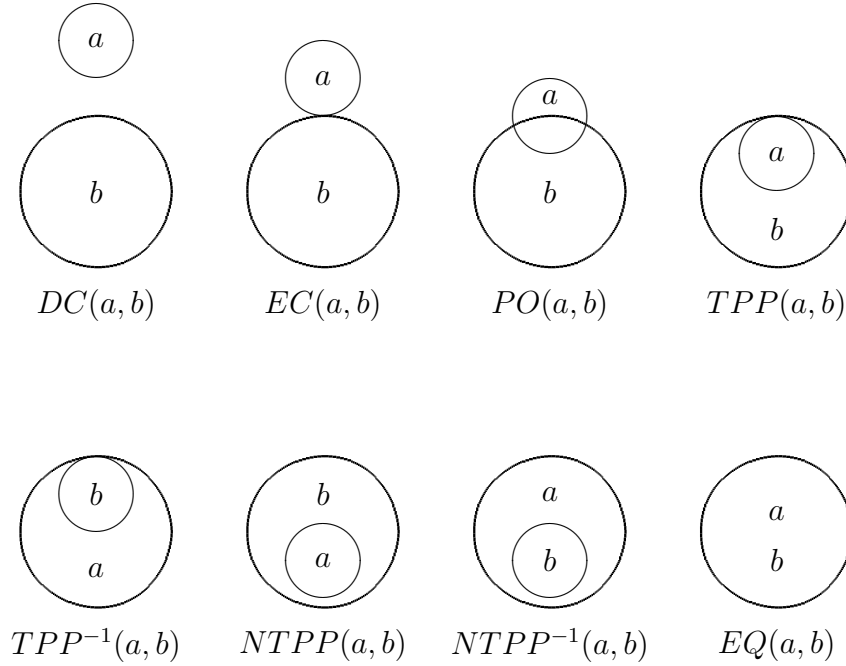 a a a a
b b b b
DC(a, b) EC(a, b) PO(a, b) TPP(a, b)
b b a a
a a b b
TPP⁻¹(a, b) NTPP(a, b) NTPP⁻¹(a, b) EQ(a, b)